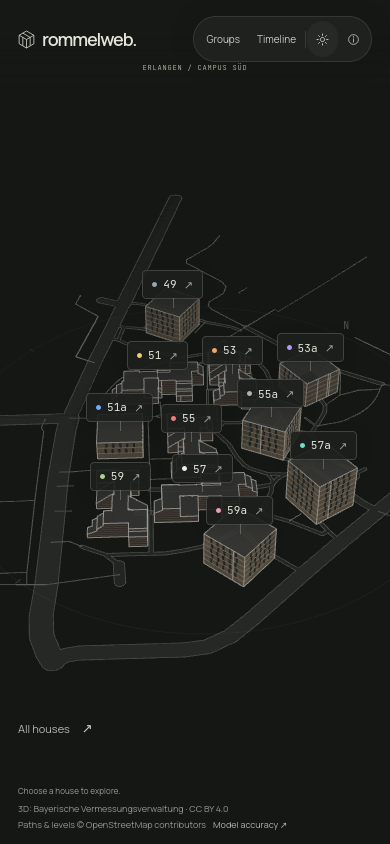 rommelweb.
Groups Timeline
ERLANGEN / CAMPUS SÜD
49 ↗
N
51 ↗
53 ↗
53a ↗
55a ↗
51a ↗
55 ↗
57a ↗
59 ↗
57 ↗
59a ↗
All houses ↗
Choose a house to explore.
3D: Bayerische Vermessungsverwaltung · CC BY 4.0
Paths & levels © OpenStreetMap contributors Model accuracy ↗